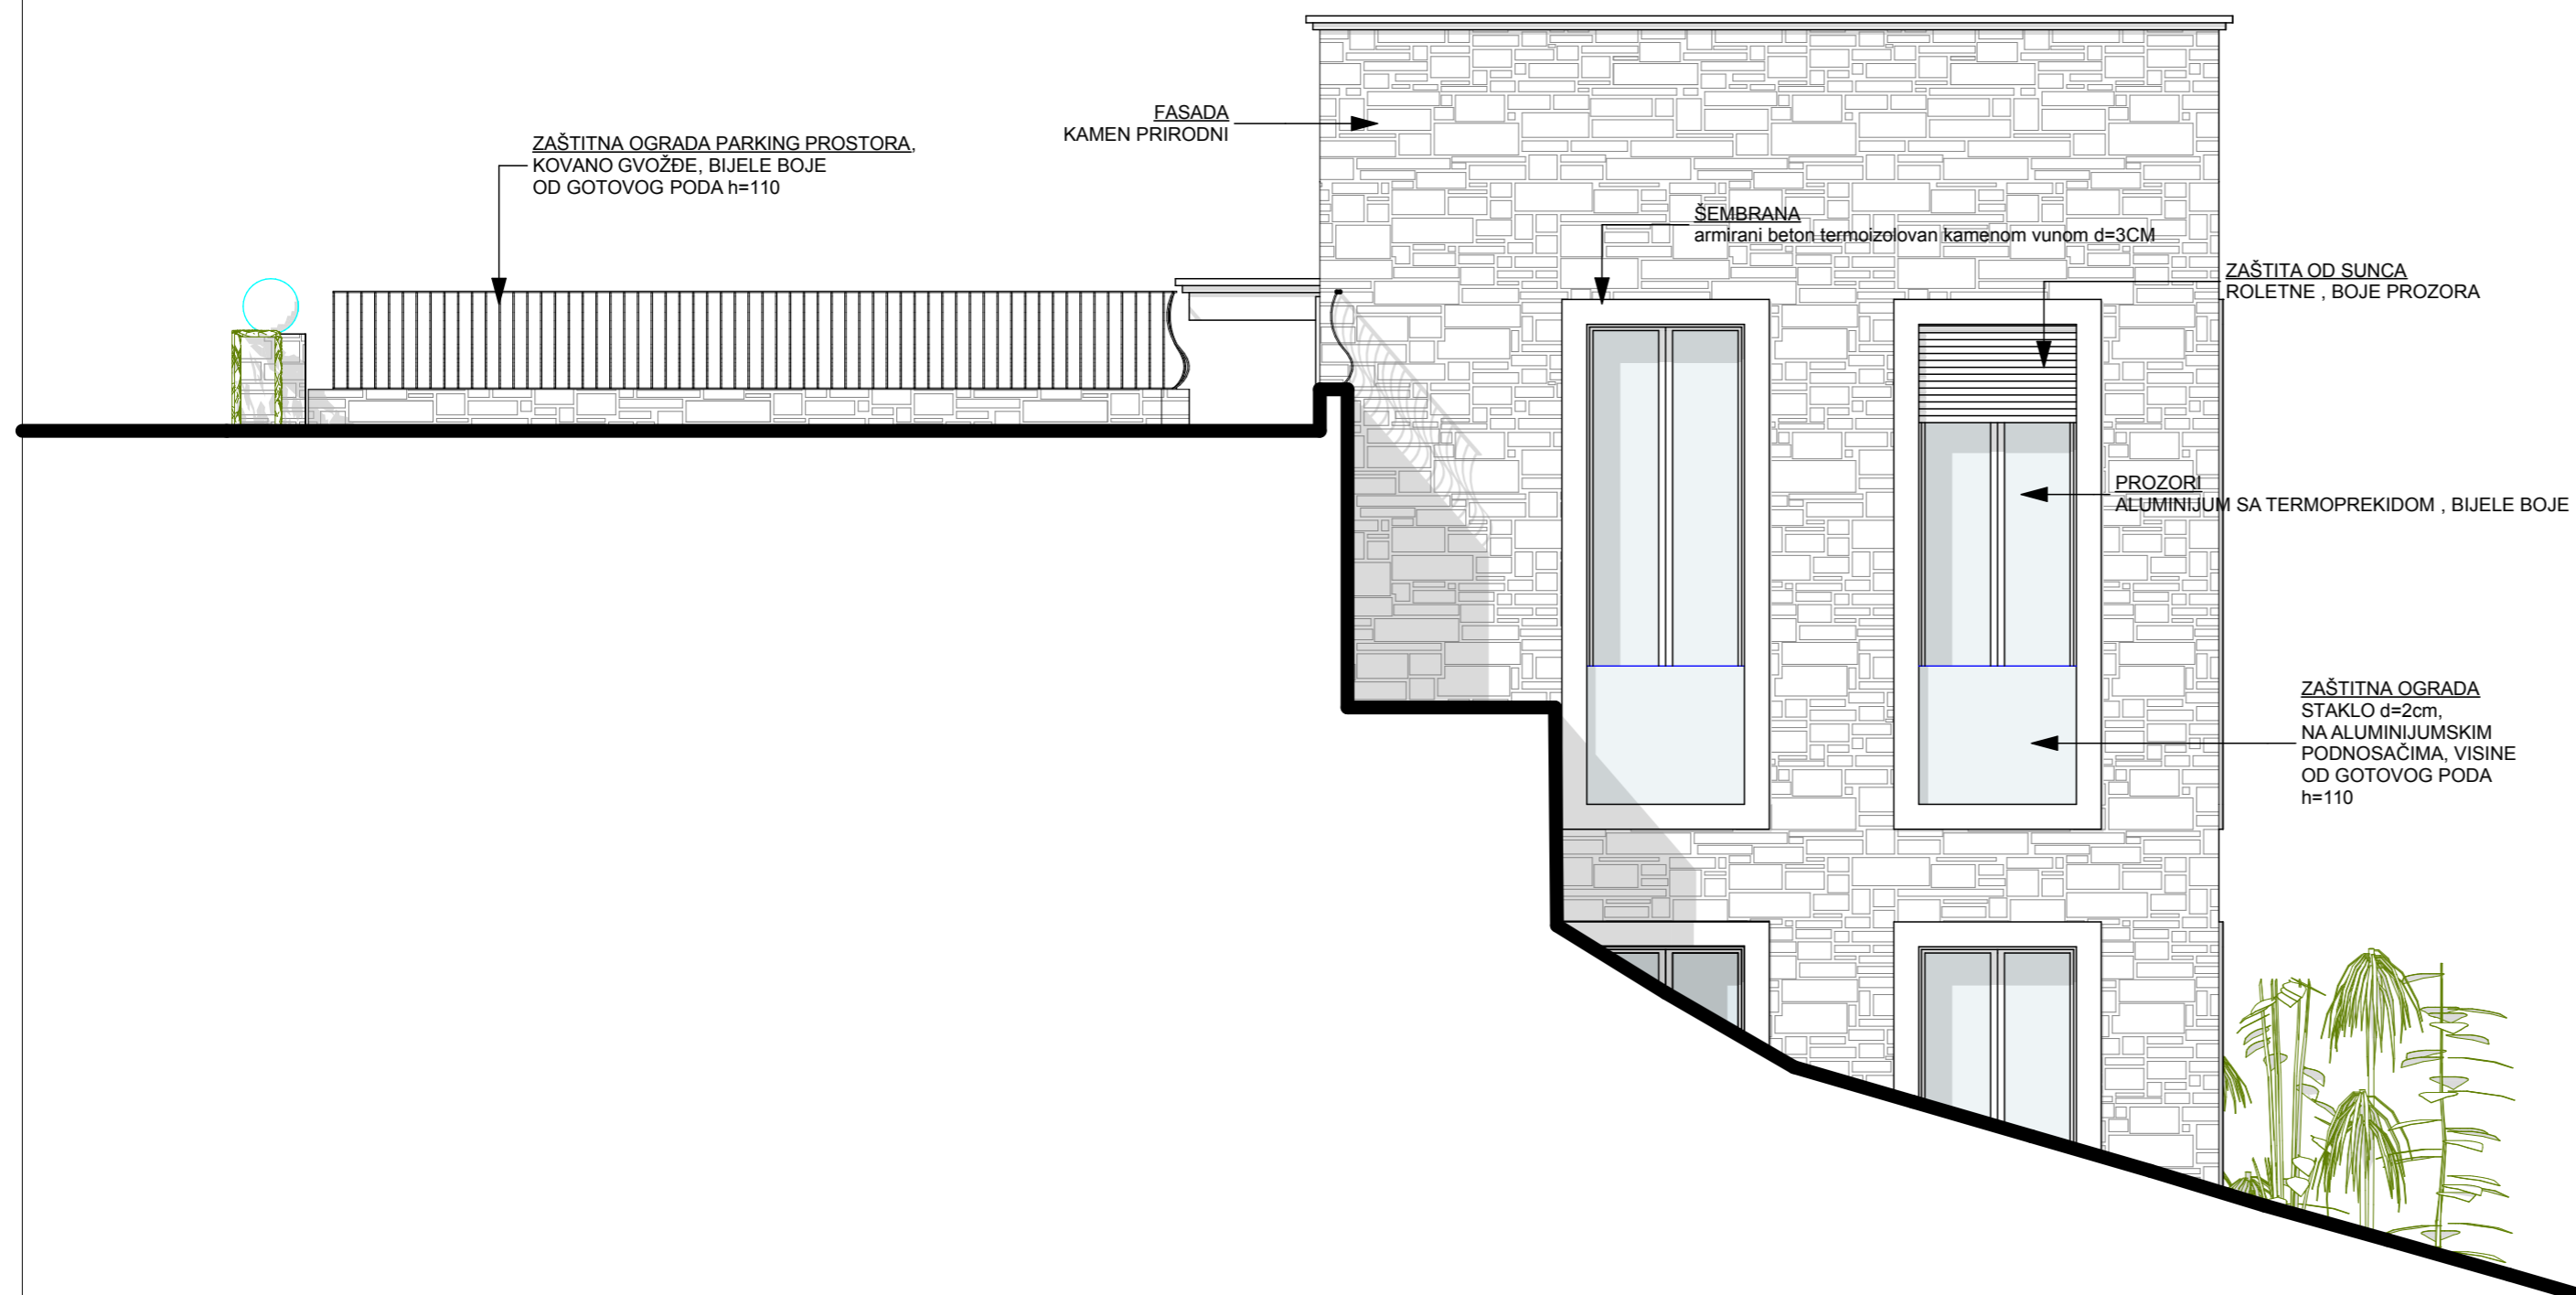 FASADA
KAMEN PRIRODNI
ZAŠTITNA OGRADA PARKING PROSTORA,
KOVANO GVOŽĐE, BIJELE BOJE
OD GOTOVOG PODA h=110
ŠEMBRANA
armirani beton termoizolovan kamenom vunom d=3CM
ZAŠTITA OD SUNCA
ROLETNE , BOJE PROZORA
PROZORI
ALUMINIJUM SA TERMOPREKIDOM , BIJELE BOJE
ZAŠTITNA OGRADA
STAKLO d=2cm,
NA ALUMINIJUMSKIM
PODNOSAČIMA, VISINE
OD GOTOVOG PODA
h=110